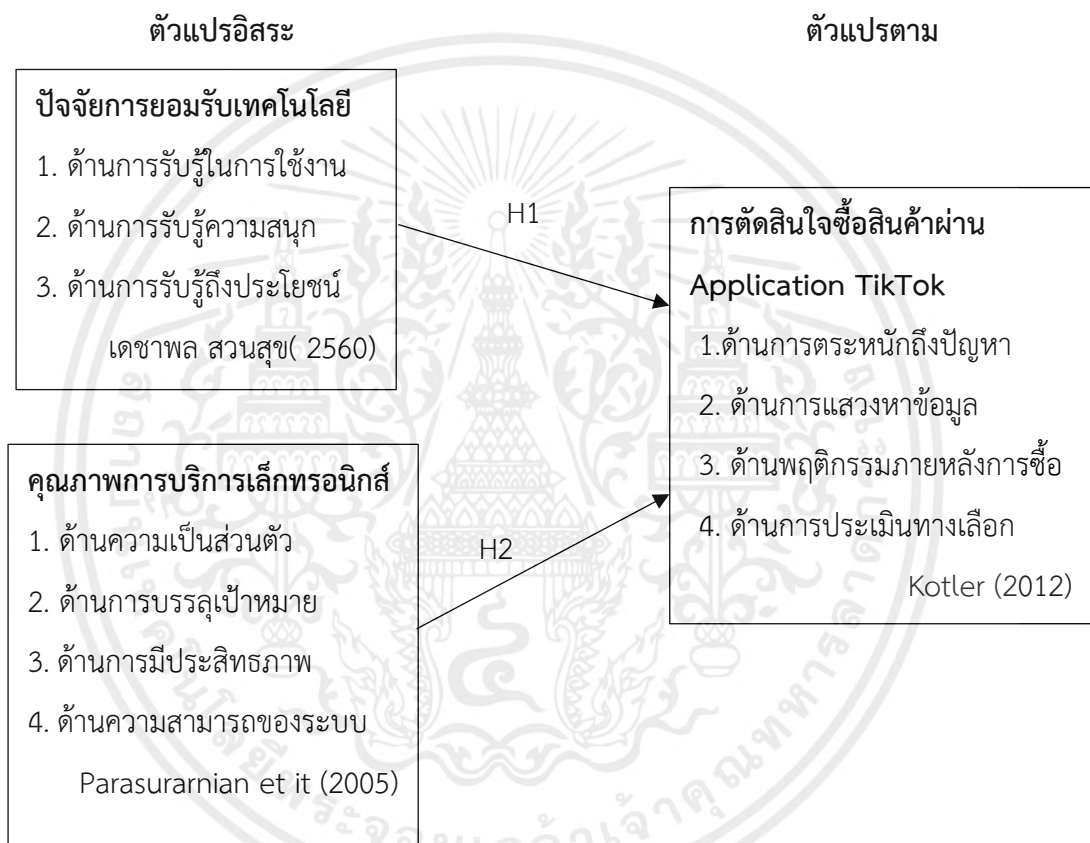 ตัวแปรอิสระ
ตัวแปรตาม
ปัจจัยการยอมรับเทคโนโลยี
1. ด้านการรับรู้ในการใช้งาน
2. ด้านการรับรู้ความสนุก
3. ด้านการรับรู้ถึงประโยชน์
เดชาพล สวนสุข( 2560)
H1
คุณภาพการบริการเล็กทรอนิกส์
1. ด้านความเป็นส่วนตัว
2. ด้านการบรรลุเป้าหมาย
3. ด้านการมีประสิทธภาพ
4. ด้านความสามารถของระบบ
Parasurarnian et it (2005)
H2
การตัดสินใจซื้อสินค้าผ่าน
Application TikTok
1.ด้านการตระหนักถึงปัญหา
2. ด้านการแสวงหาข้อมูล
3. ด้านพฤติกรรมภายหลังการซื้อ
4. ด้านการประเมินทางเลือก
Kotler (2012)